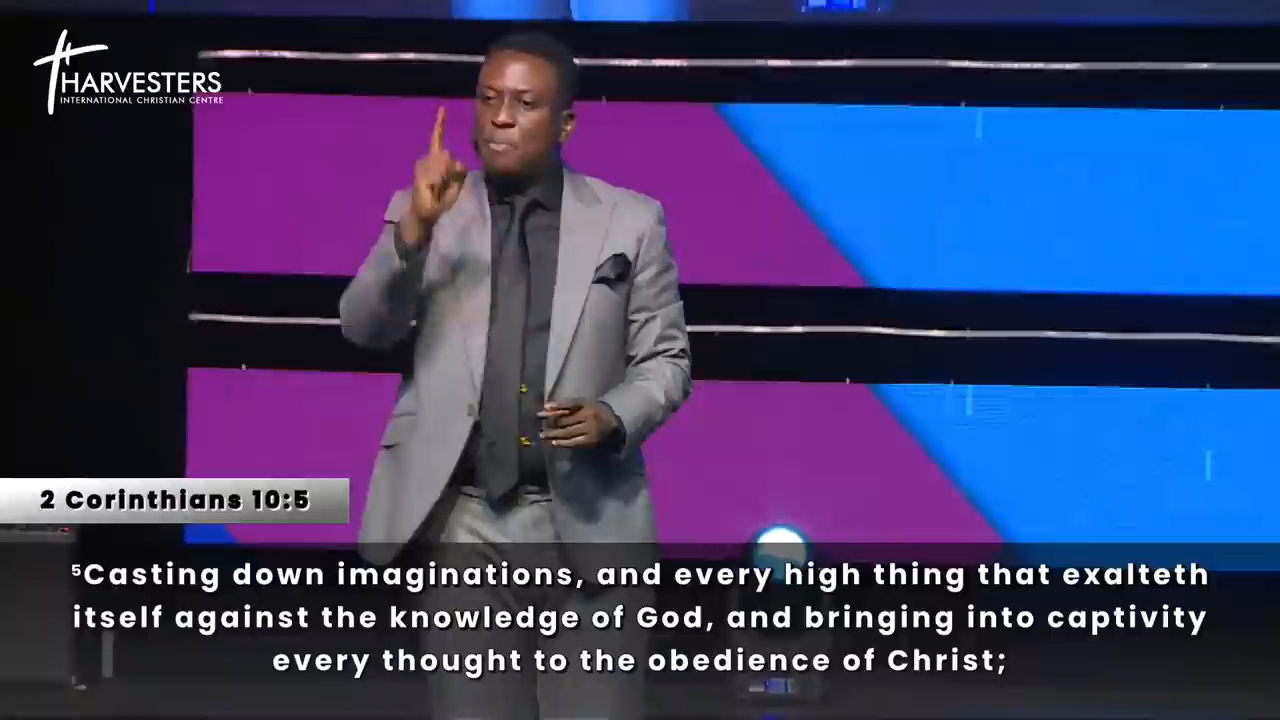 HARVESTERS
INTERNATIONAL CHRISTIAN CENTRE
2 Corinthians 10:5
⁵Casting down imaginations, and every high thing that exalteth
itself against the knowledge of God, and bringing into captivity
every thought to the obedience of Christ;